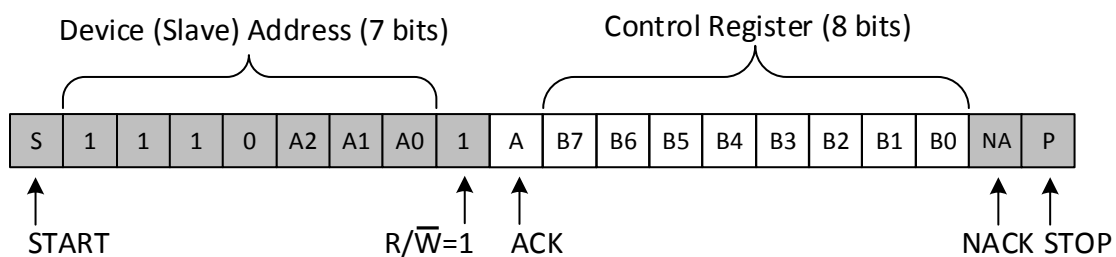 Device (Slave) Address (7 bits) Control Register (8 bits)
S 1 1 1 0 A2 A1 A0 1 A B7 B6 B5 B4 B3 B2 B1 B0 NA P
START R/W̅=1 ACK NACK STOP